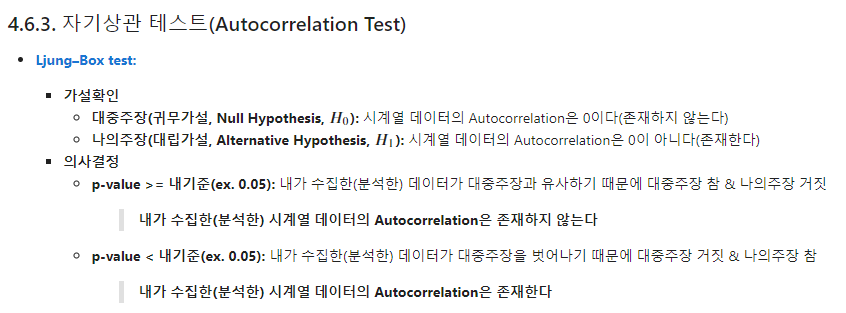 4.6.3. 자기상관 테스트(Autocorrelation Test)
Ljung–Box test:
가설확인
대중주장(귀무가설, Null Hypothesis, H0): 시계열 데이터의 Autocorrelation은 0이다(존재하지 않는다)
나의주장(대립가설, Alternative Hypothesis, H1): 시계열 데이터의 Autocorrelation은 0이 아니다(존재한다)
의사결정
p-value >= 내기준(ex. 0.05): 내가 수집한(분석한) 데이터가 대중주장과 유사하기 때문에 대중주장 참 & 나의주장 거짓
내가 수집한(분석한) 시계열 데이터의 Autocorrelation은 존재하지 않는다
p-value < 내기준(ex. 0.05): 내가 수집한(분석한) 데이터가 대중주장을 벗어나기 때문에 대중주장 거짓 & 나의주장 참
내가 수집한(분석한) 시계열 데이터의 Autocorrelation은 존재한다